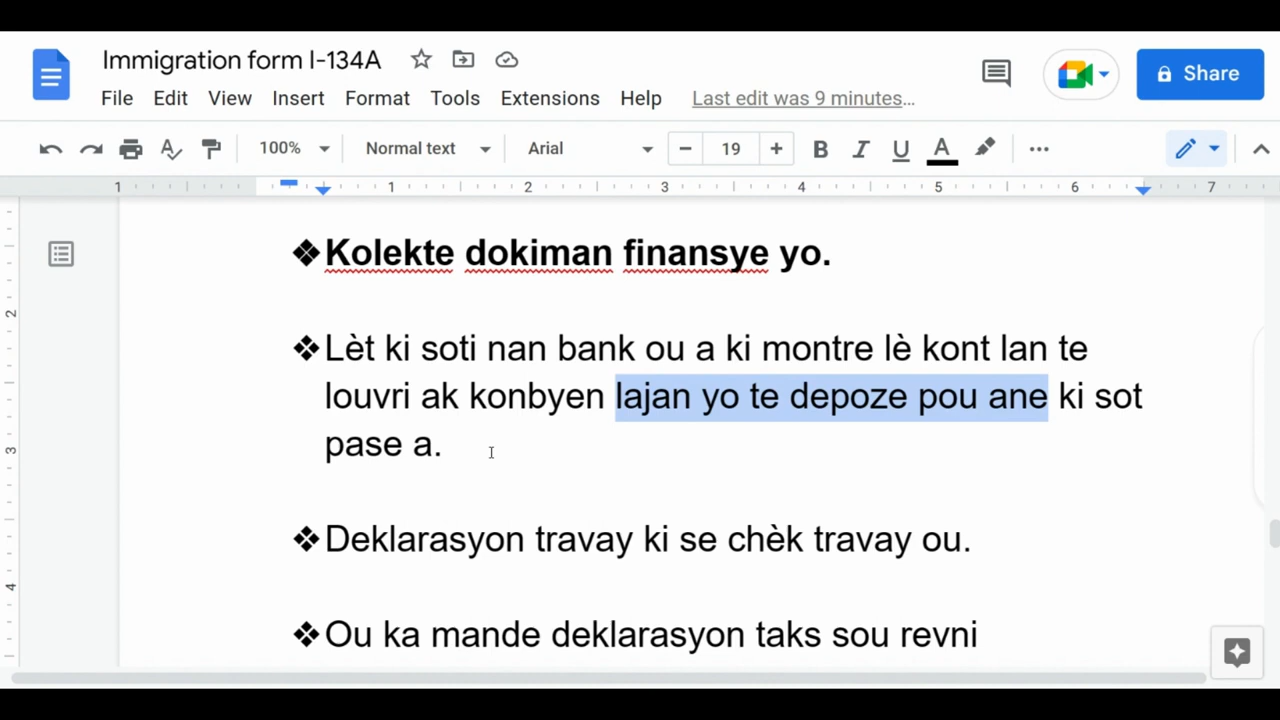 Immigration form I-134A
File Edit View Insert Format Tools Extensions Help Last edit was 9 minutes…
Share
100% Normal text Arial 19 B I U A
1 1 2 3 4 5 6 7
2
3
4
❖Kolekte dokiman finansye yo.
❖Lèt ki soti nan bank ou a ki montre lè kont lan te
louvri ak konbyen lajan yo te depoze pou ane ki sot
pase a.
❖Deklarasyon travay ki se chèk travay ou.
❖Ou ka mande deklarasyon taks sou revni